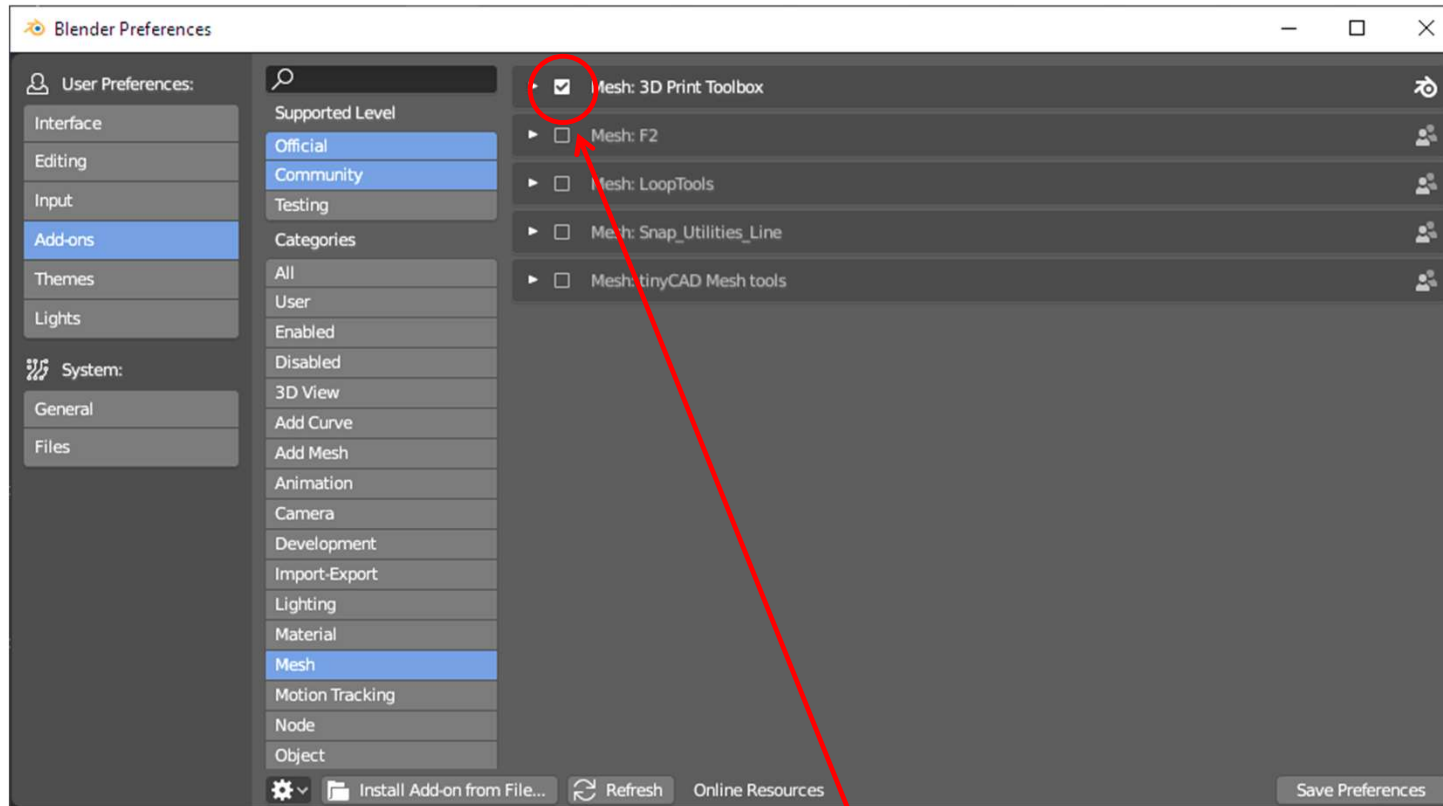 Blender Preferences
User Preferences:
Interface
Editing
Input
Add-ons
Themes
Lights
System:
General
Files
Supported Level
Official
Community
Testing
Categories
All
User
Enabled
Disabled
3D View
Add Curve
Add Mesh
Animation
Camera
Development
Import-Export
Lighting
Material
Mesh
Motion Tracking
Node
Object
Mesh: 3D Print Toolbox
Mesh: F2
Mesh: LoopTools
Mesh: Snap_Utilities_Line
Mesh: tinyCAD Mesh tools
Install Add-on from File...
Refresh
Online Resources
Save Preferences